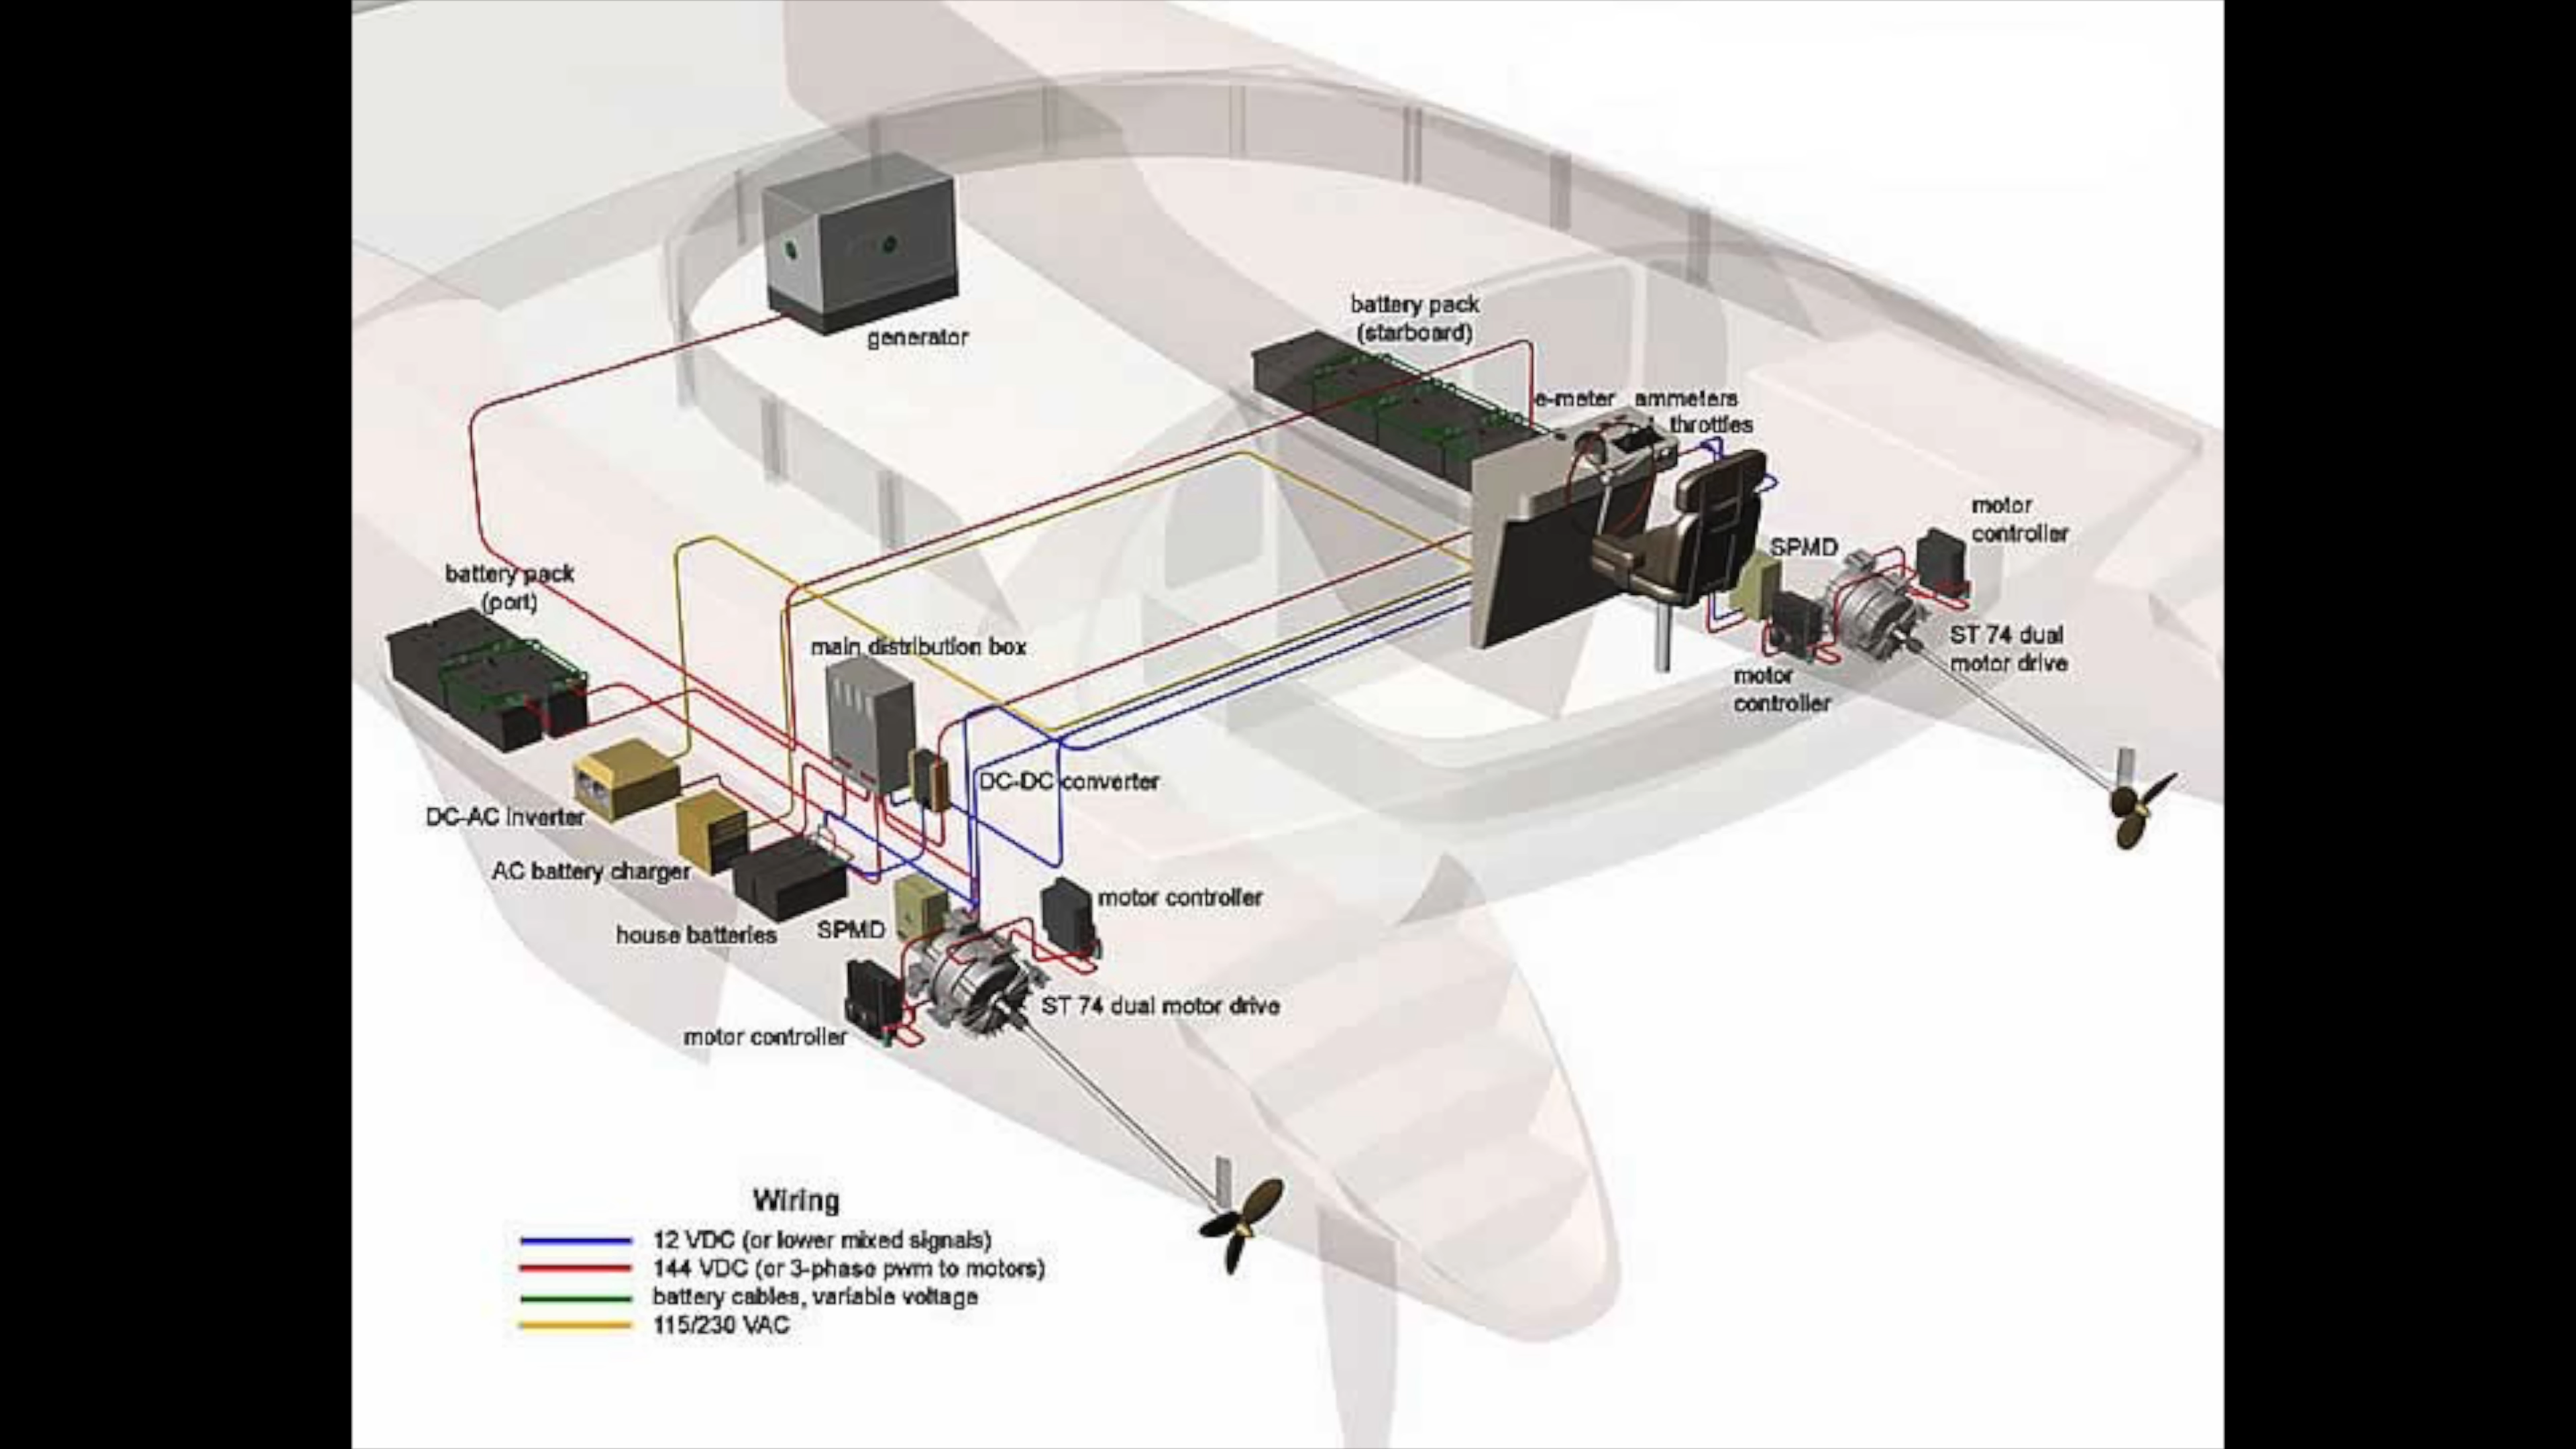 generator
battery pack
(starboard)
e-meter
ammeters
throttles
motor
controller
SPMD
ST 74 dual
motor drive
motor
controller
battery pack
(port)
main distribution box
DC-DC converter
DC-AC inverter
AC battery charger
house batteries
SPMD
motor controller
ST 74 dual motor drive
motor controller
Wiring
12 VDC (or lower mixed signals)
144 VDC (or 3-phase pwm to motors)
battery cables, variable voltage
115/230 VAC